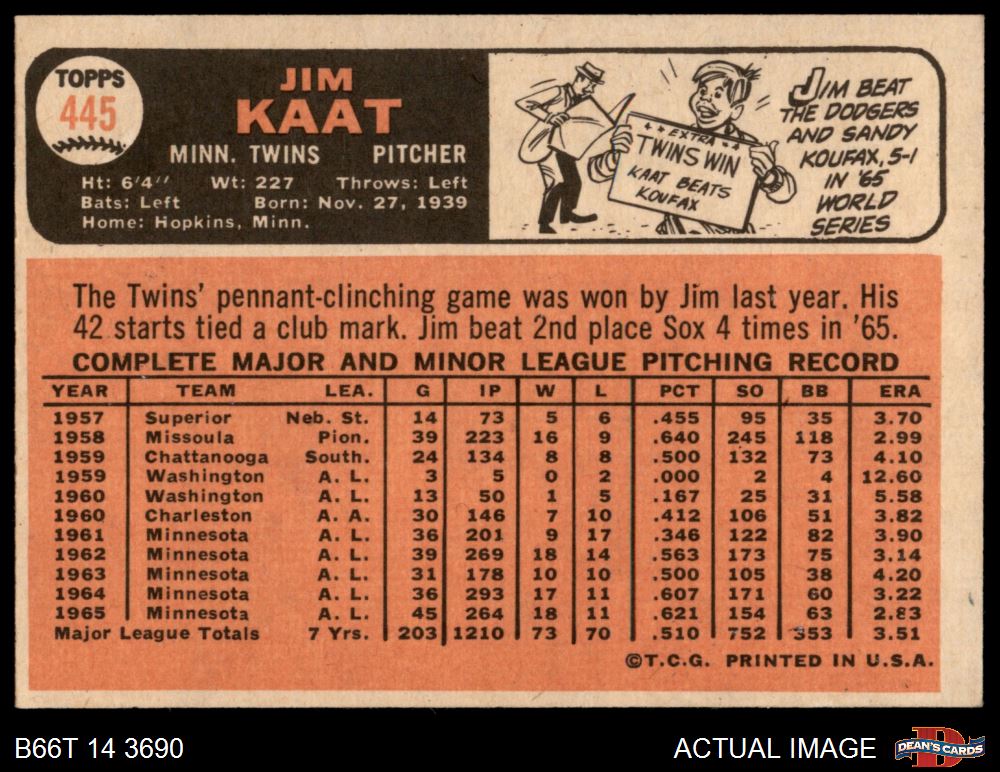 TOPPS
445
JIM
KAAT
MINN. TWINS PITCHER
Ht: 6'4" Wt: 227 Throws: Left
Bats: Left Born: Nov. 27, 1939
Home: Hopkins, Minn.
EXTRA
TWINS WIN
KAAT BEATS
KOUFAX
JIM BEAT
THE DODGERS
AND SANDY
KOUFAX, 5-1
IN '65
WORLD
SERIES
The Twins' pennant-clinching game was won by Jim last year. His
42 starts tied a club mark. Jim beat 2nd place Sox 4 times in '65.
COMPLETE MAJOR AND MINOR LEAGUE PITCHING RECORD
YEAR TEAM LEA. G IP W L PCT SO BB ERA
1957 Superior Neb. St. 14 73 5 6 .455 95 35 3.70
1958 Missoula Pion. 39 223 16 9 .640 245 118 2.99
1959 Chattanooga South. 24 134 8 8 .500 132 73 4.10
1959 Washington A. L. 3 5 0 2 .000 2 4 12.60
1960 Washington A. L. 13 50 1 5 .167 25 31 5.58
1960 Charleston A. A. 30 146 7 10 .412 106 51 3.82
1961 Minnesota A. L. 36 201 9 17 .346 122 82 3.90
1962 Minnesota A. L. 39 269 18 14 .563 173 75 3.14
1963 Minnesota A. L. 31 178 10 10 .500 105 38 4.20
1964 Minnesota A. L. 36 293 17 11 .607 171 60 3.22
1965 Minnesota A. L. 45 264 18 11 .621 154 63 2.83
Major League Totals 7 Yrs. 203 1210 73 70 .510 752 353 3.51
©T.C.G. PRINTED IN U.S.A.
B66T 14 3690
ACTUAL IMAGE
D
DEAN'S CARDS